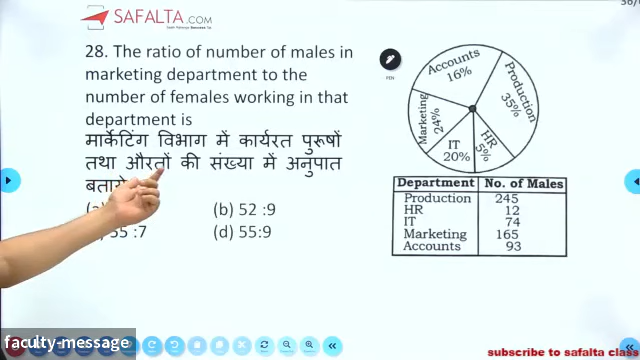 SAFALTA.COM
28. The ratio of number of males in
marketing department to the
number of females working in that
department is
मार्केटिंग विभाग में कार्यरत पुरूषों
तथा औरतों की संख्या में अनुपात
(b) 52 :9
:7
(d) 55:9
Accounts
16%
Production
35%
Marketing
24%
IT
20%
HR
5%
PEN
Department No. of Males
Production 245
HR 12
IT 74
Marketing 165
Accounts 93
faculty-message
subscribe to safalta class